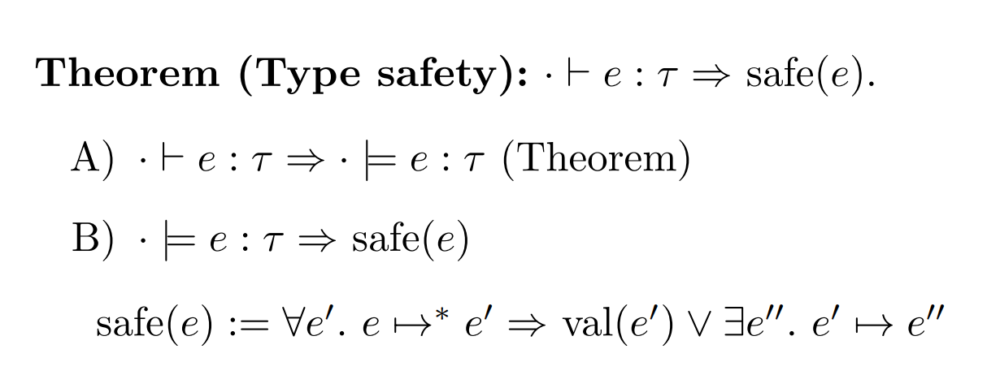 Theorem (Type safety): · ⊢ e : τ ⇒ safe(e).
A) · ⊢ e : τ ⇒ · ⊨ e : τ (Theorem)
B) · ⊨ e : τ ⇒ safe(e)
safe(e) := ∀e′. e ↦* e′ ⇒ val(e′) ∨ ∃e′′. e′ ↦ e′′